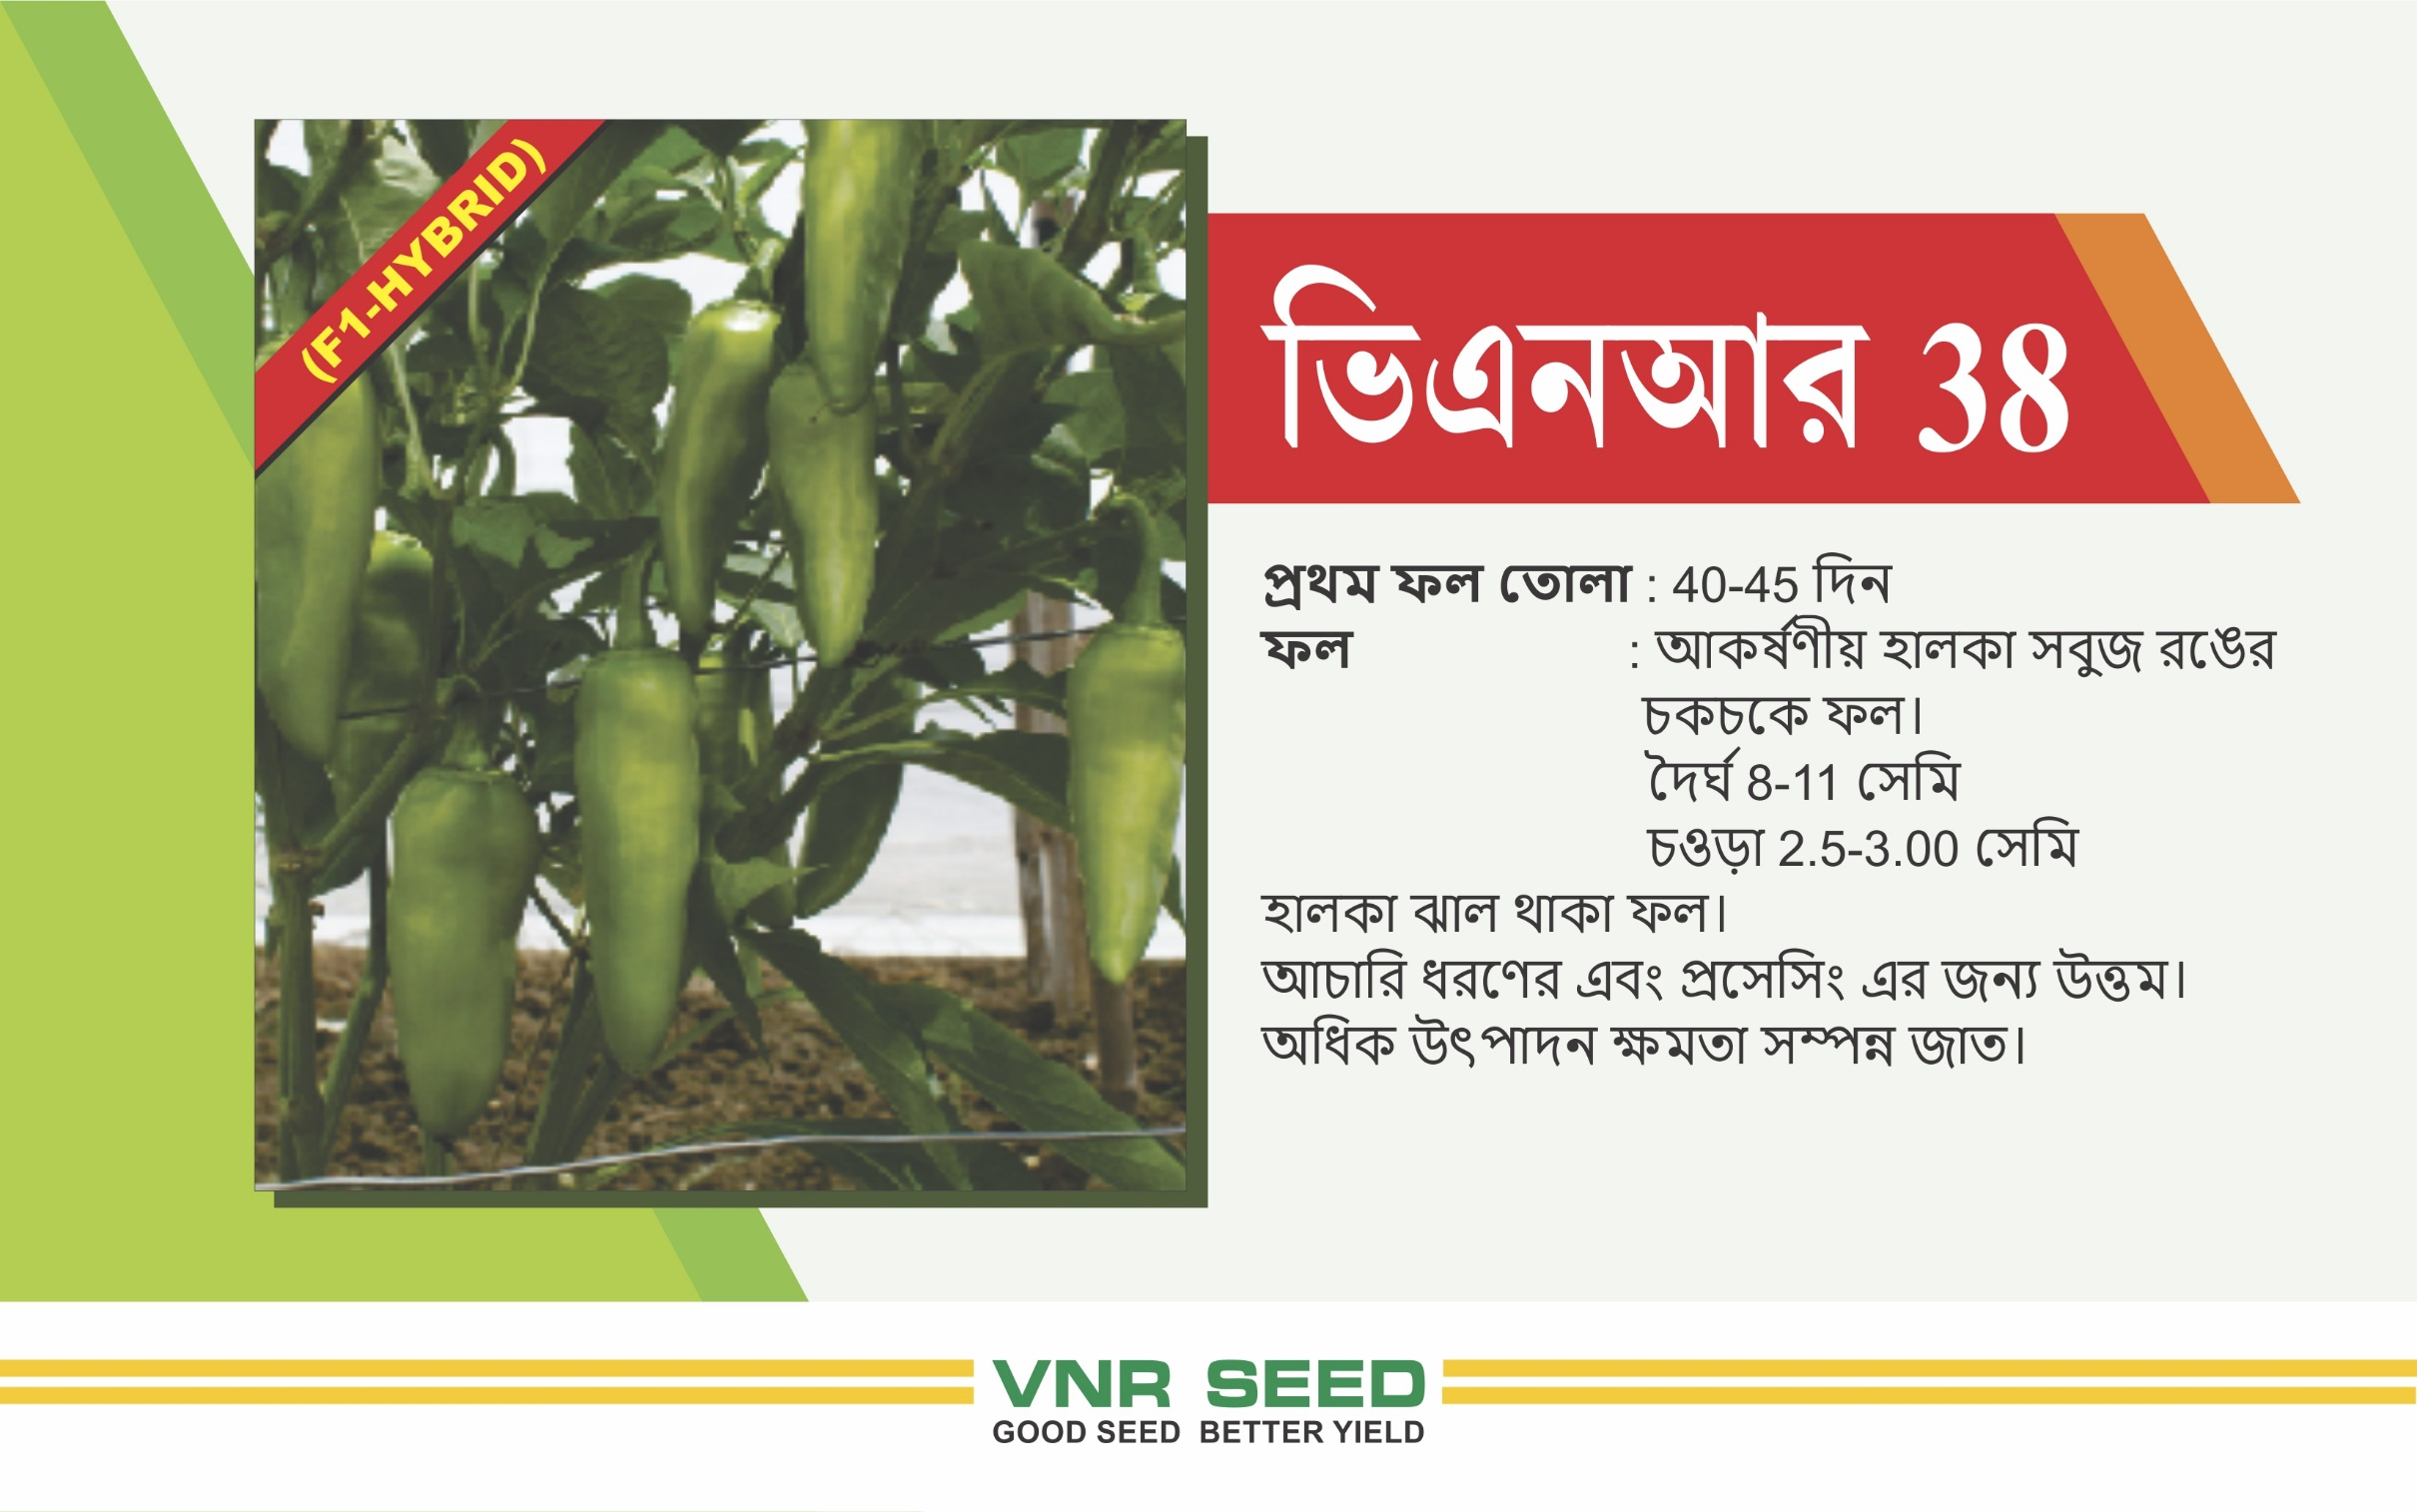 (F1-HYBRID))
ভিএনআর 38
প্রথম ফল তোলা : 40-45 দিন
ফল : আকর্ষণীয় হালকা সবুজ রঙের
চকচকে ফল।
দৈর্ঘ 8-11 সেমি
চওড়া 2.5-3.00 সেমি
হালকা ঝাল থাকা ফল।
আচারি ধরণের এবং প্রসেসিং এর জন্য উত্তম।
অধিক উৎপাদন ক্ষমতা সম্পন্ন জাত।
VNR SEED
GOOD SEED BETTER YIELD